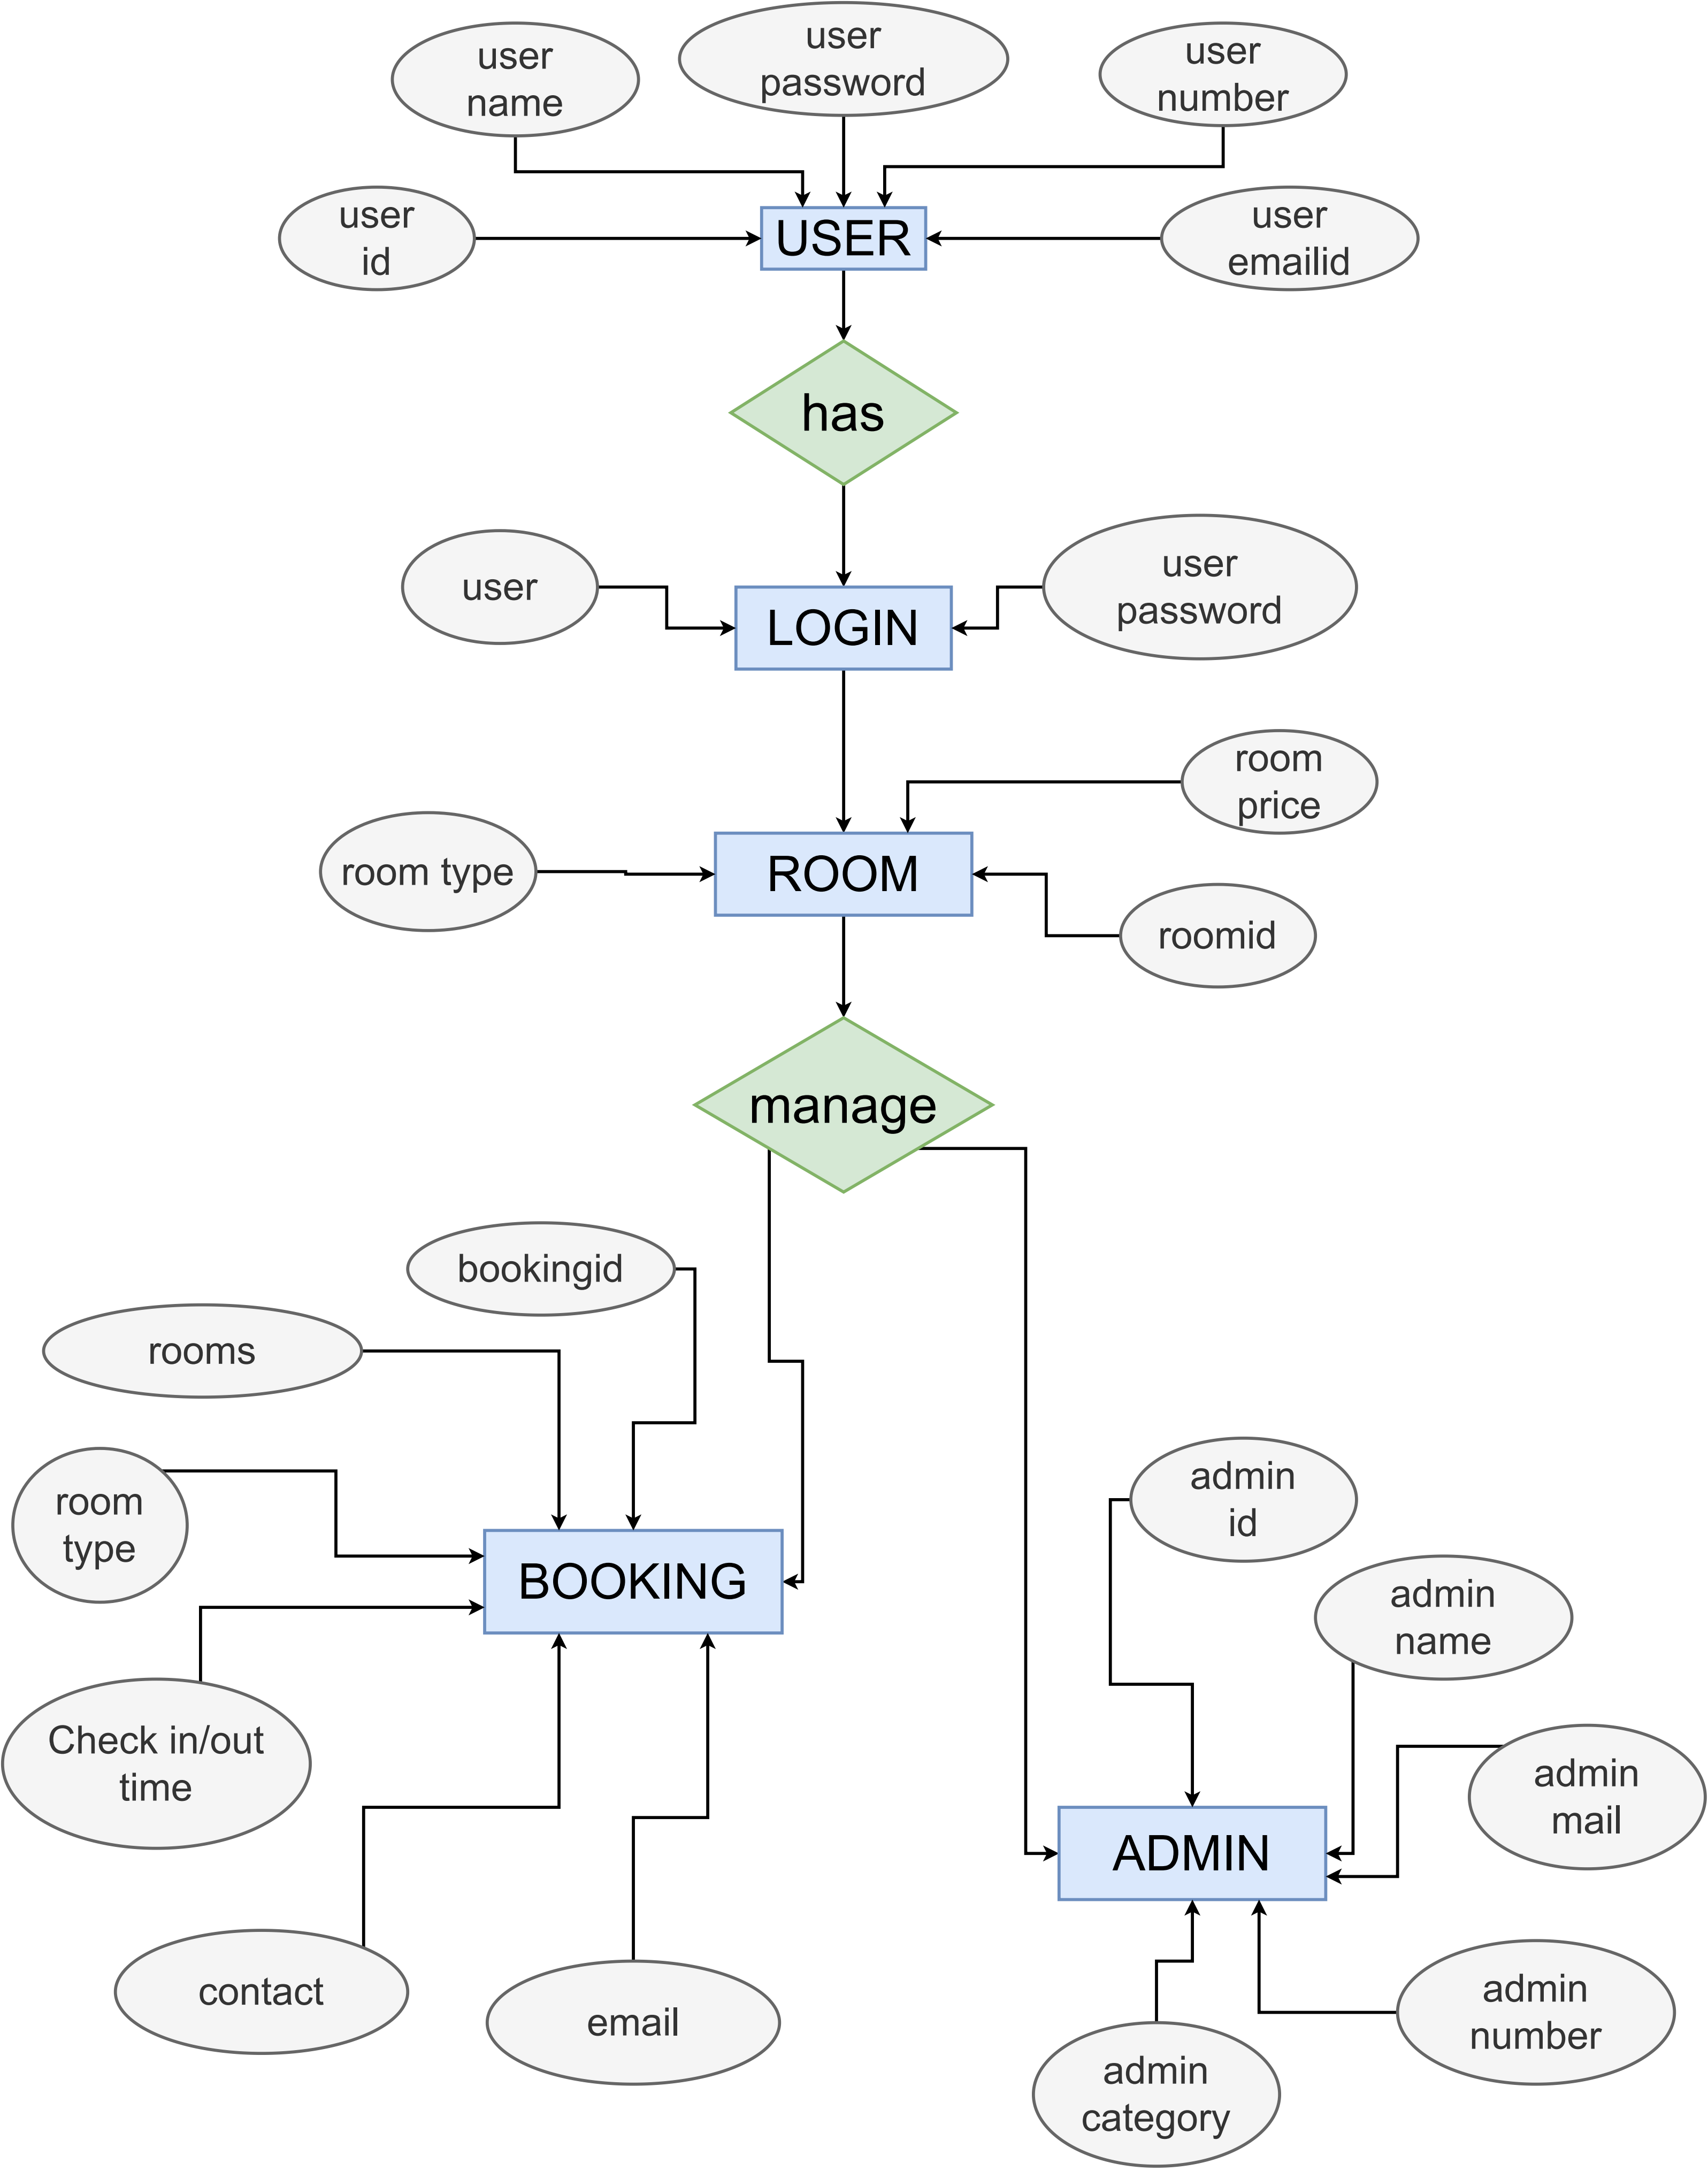 user
name
user
password
user
number
user
id
USER
user
emailid
has
user
LOGIN
user
password
room
price
room type
ROOM
roomid
manage
bookingid
rooms
room
type
BOOKING
Check in/out
time
contact
email
admin
id
admin
name
admin
mail
ADMIN
admin
number
admin
category